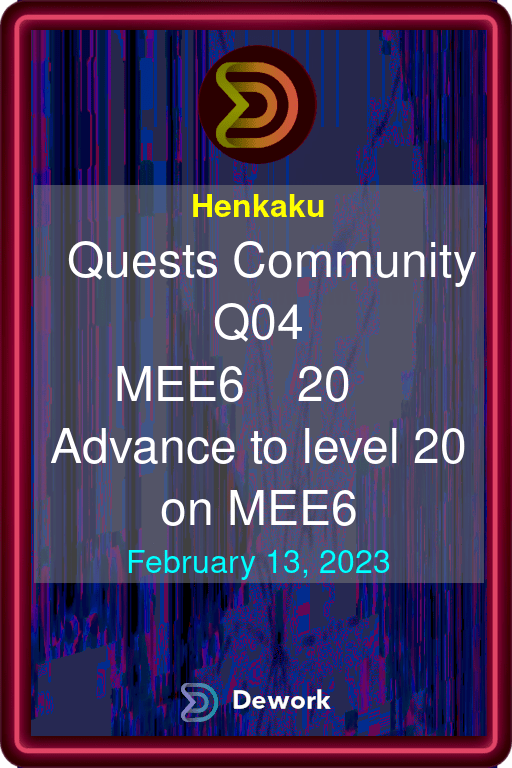 Henkaku
Quests Community
Q04
MEE6 20
Advance to level 20
on MEE6
February 13, 2023
Dework